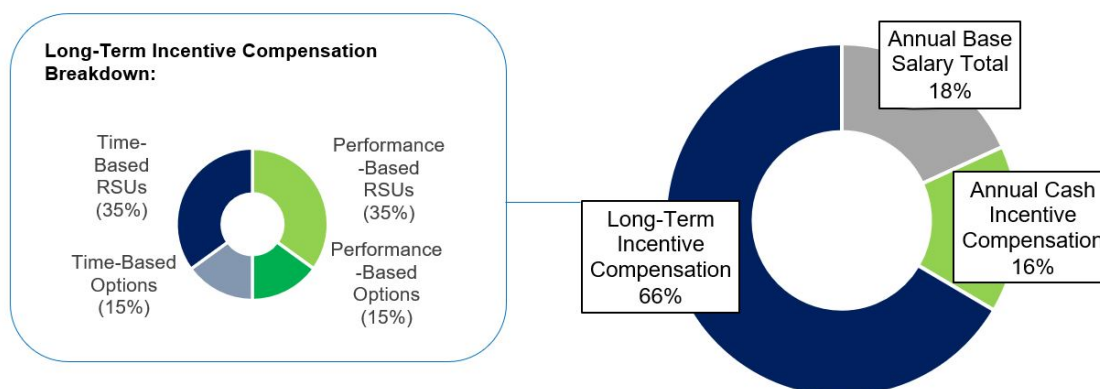 Long-Term Incentive Compensation
Breakdown:
Time-
Based
RSUs
(35%)
Performance
-Based
RSUs
(35%)
Time-Based
Options
(15%)
Performance
-Based
Options
(15%)
Annual Base
Salary Total
18%
Annual Cash
Incentive
Compensation
16%
Long-Term
Incentive
Compensation
66%